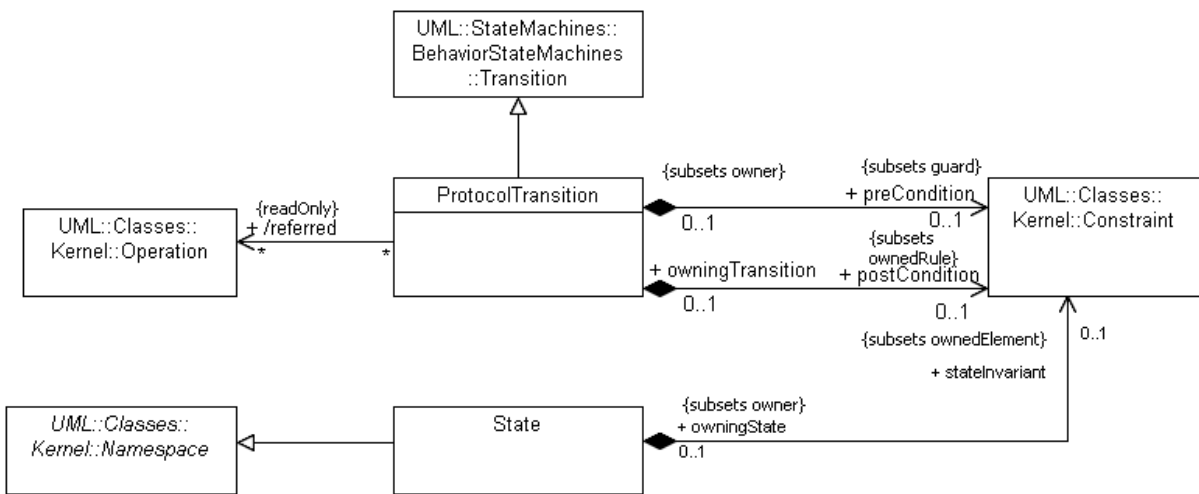 UML::StateMachines::
BehaviorStateMachines
::Transition
{subsets owner}
{subsets guard}
ProtocolTransition
+ preCondition
UML::Classes::
Kernel::Constraint
0..1
0..1
{readOnly}
+ /referred
UML::Classes::
Kernel::Operation
*
*
{subsets
ownedRule}
+ owningTransition
+ postCondition
0..1
0..1
{subsets ownedElement}
0..1
+ stateInvariant
{subsets owner}
+ owningState
0..1
State
UML::Classes::
Kernel::Namespace